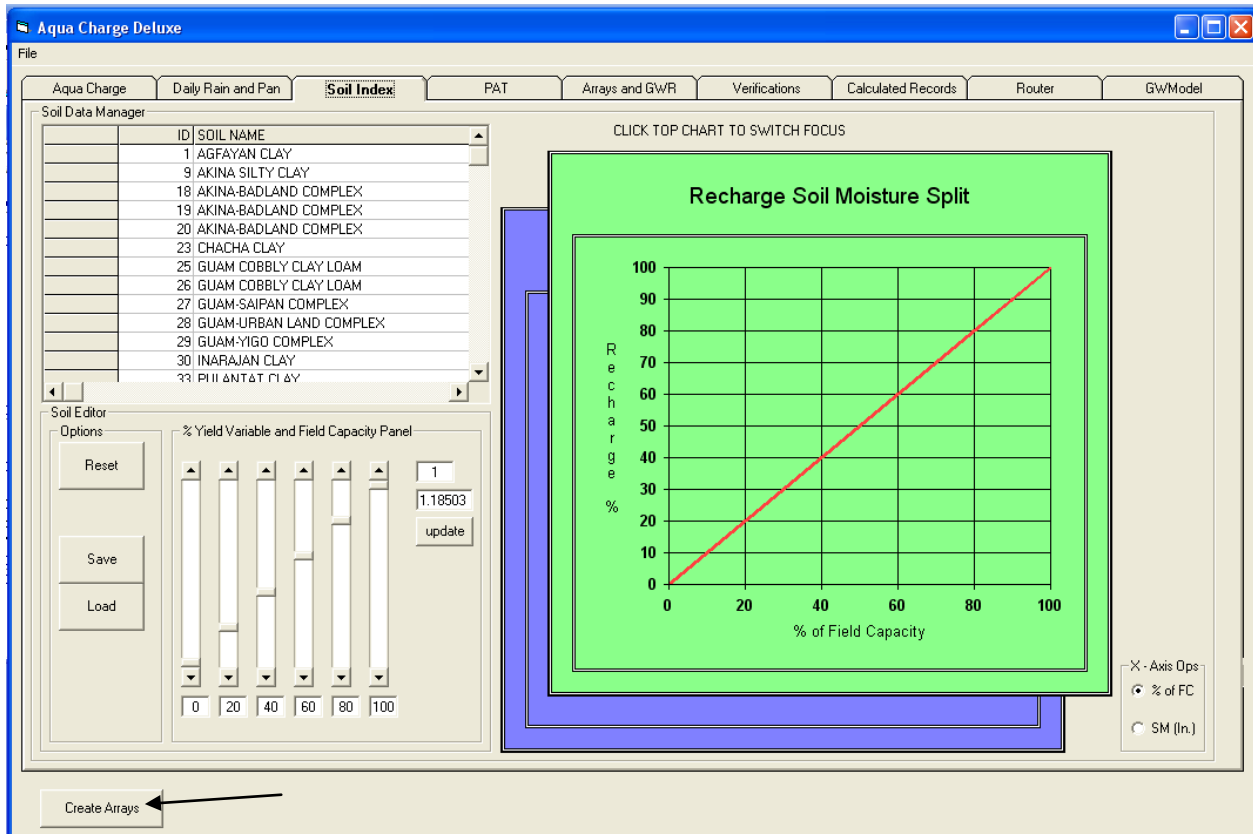 Aqua Charge Deluxe
File
Aqua Charge
Daily Rain and Pan
Soil Index
PAT
Arrays and GWR
Verifications
Calculated Records
Router
GWModel
Soil Data Manager
ID SOIL NAME
1 AGFAYAN CLAY
9 AKINA SILTY CLAY
18 AKINA-BADLAND COMPLEX
19 AKINA-BADLAND COMPLEX
20 AKINA-BADLAND COMPLEX
23 CHACHA CLAY
25 GUAM COBBLY CLAY LOAM
26 GUAM COBBLY CLAY LOAM
27 GUAM-SAIPAN COMPLEX
28 GUAM-URBAN LAND COMPLEX
29 GUAM-YIGO COMPLEX
30 INARAJAN CLAY
33 PULANTAT CLAY
Soil Editor
Options
Reset
Save
Load
% Yield Variable and Field Capacity Panel
1
1.18503
update
0 20 40 60 80 100
CLICK TOP CHART TO SWITCH FOCUS
Recharge Soil Moisture Split
Recharge %
100
90
80
70
60
50
40
30
20
10
0
0 20 40 60 80 100
% of Field Capacity
X - Axis Ops
% of FC
SM (In.)
Create Arrays